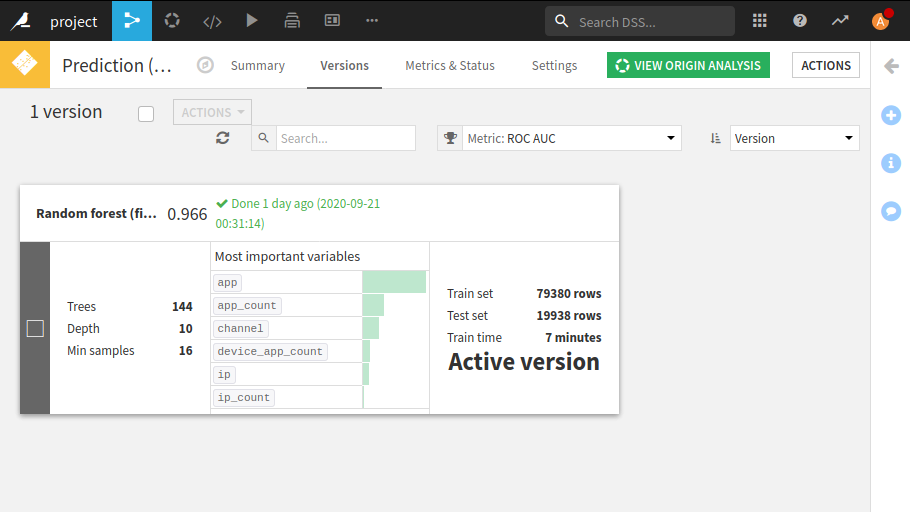 project
Search DSS...
A
Prediction (...
Summary
Versions
Metrics & Status
Settings
VIEW ORIGIN ANALYSIS
ACTIONS
1 version
ACTIONS
Search...
Metric: ROC AUC
Version
Random forest (fi...
0.966
Done 1 day ago (2020-09-21
00:31:14)
Most important variables
Trees 144
Depth 10
Min samples 16
app
app_count
channel
device_app_count
ip
ip_count
Train set 79380 rows
Test set 19938 rows
Train time 7 minutes
Active version